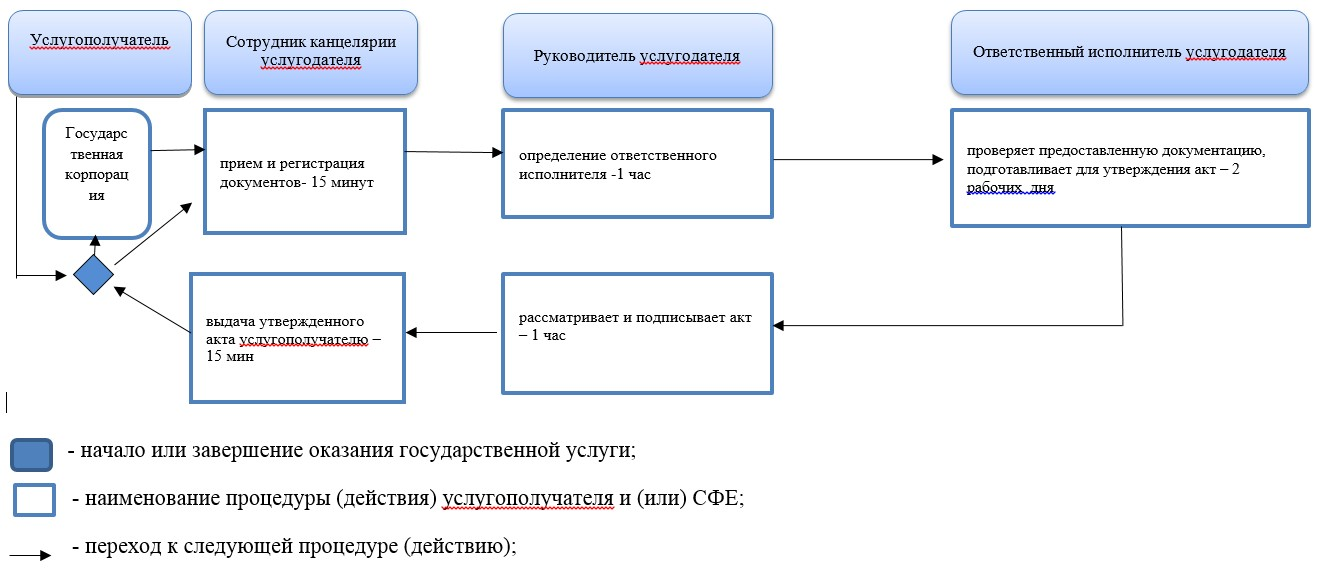 Услугополучатель
Сотрудник канцелярии
услугодателя
Руководитель услугодателя
Ответственный исполнитель услугодателя
Государс
твенная
корпорац
ия
прием и регистрация
документов- 15 минут
определение ответственного
исполнителя -1 час
проверяет предоставленную документацию,
подготавливает для утверждения акт – 2
рабочих дня
выдача утвержденного
акта услугополучателю –
15 мин
рассматривает и подписывает акт
– 1 час
- начало или завершение оказания государственной услуги;
- наименование процедуры (действия) услугополучателя и (или) СФЕ;
- переход к следующей процедуре (действию);